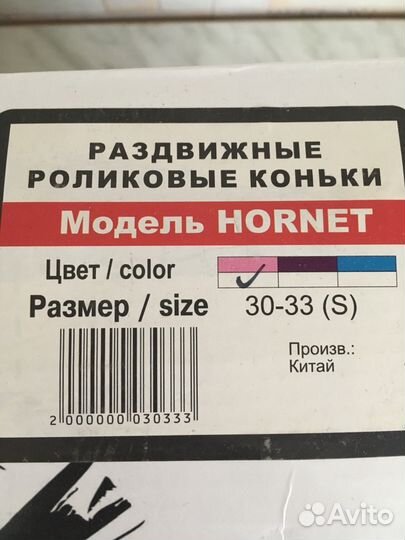 РАЗДВИЖНЫЕ
РОЛИКОВЫЕ КОНЬКИ
Модель HORNET
Цвет / color
Размер / size 30-33 (S)
Произв.:
Китай
2 000000 030333
Avito